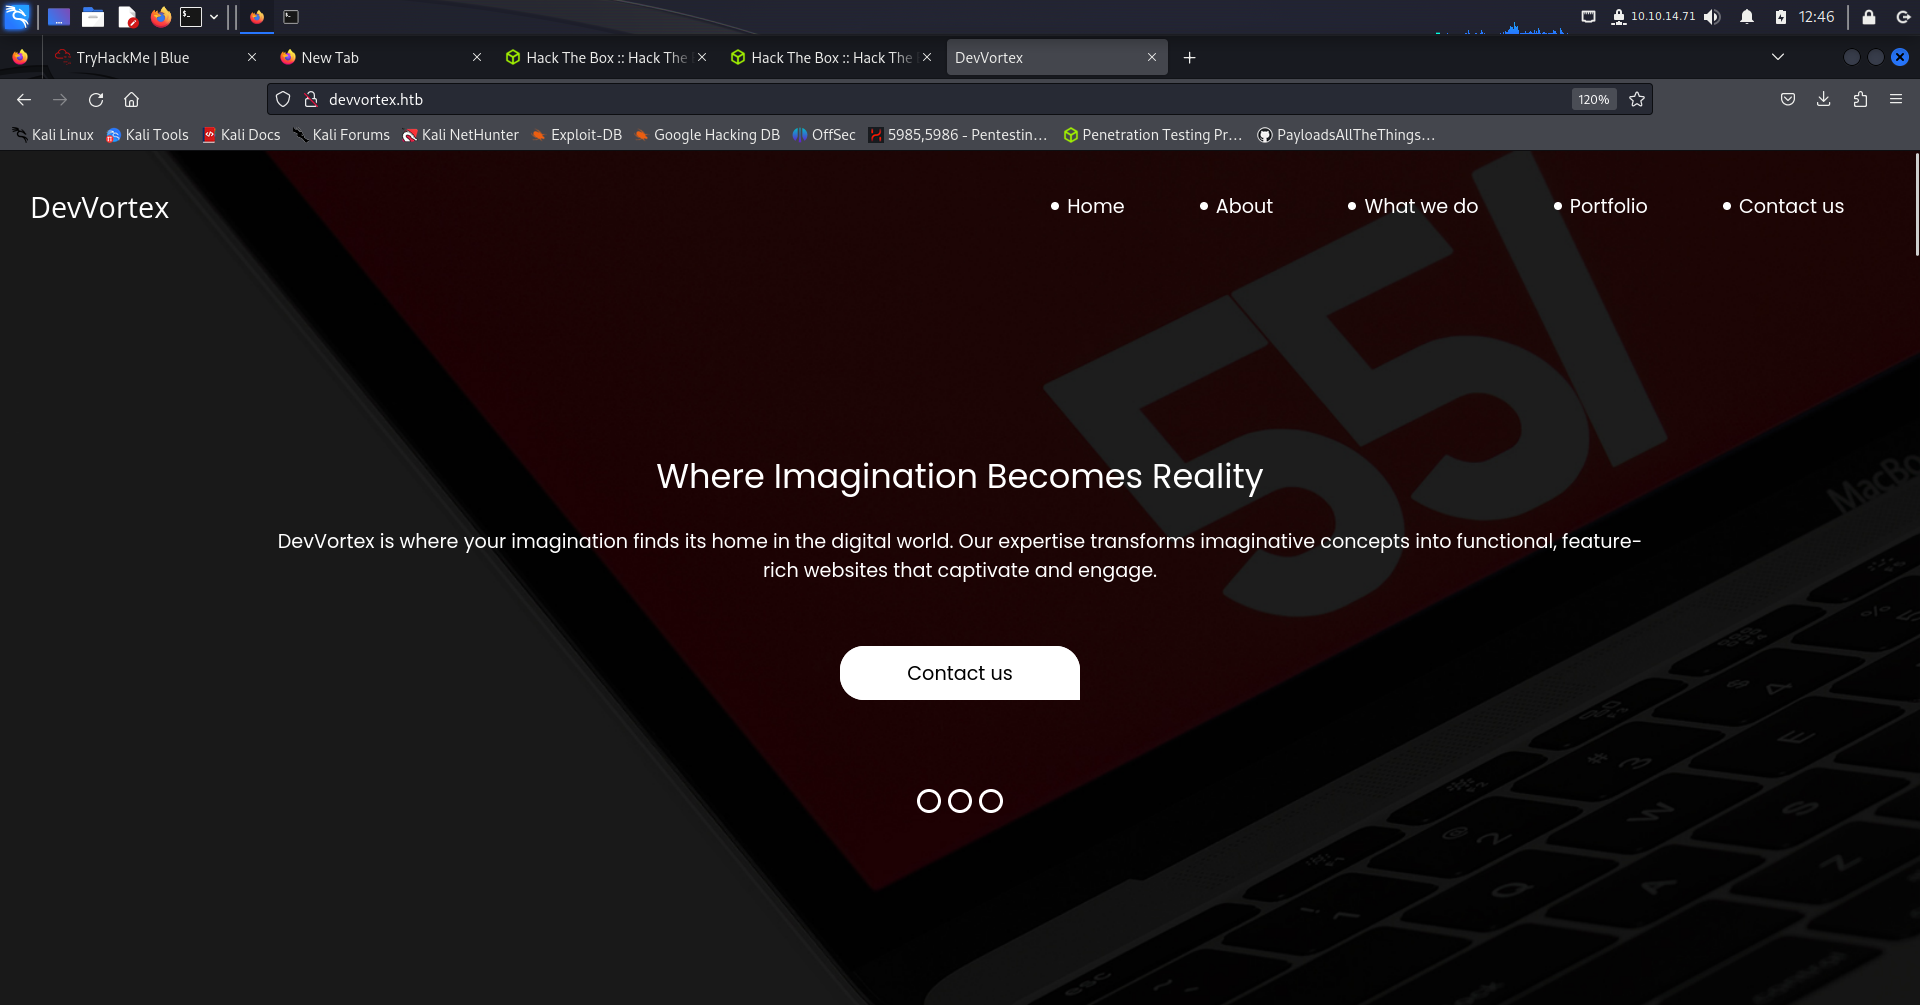 10.10.14.71
12:46
TryHackMe | Blue
New Tab
Hack The Box :: Hack The
Hack The Box :: Hack The
DevVortex
devvortex.htb
120%
Kali Linux
Kali Tools
Kali Docs
Kali Forums
Kali NetHunter
Exploit-DB
Google Hacking DB
OffSec
5985,5986 - Pentestin…
Penetration Testing Pr…
PayloadsAllTheThings…
DevVortex
Home
About
What we do
Portfolio
Contact us
55/
MacBo
Where Imagination Becomes Reality
DevVortex is where your imagination finds its home in the digital world. Our expertise transforms imaginative concepts into functional, feature-
rich websites that captivate and engage.
Contact us
esc